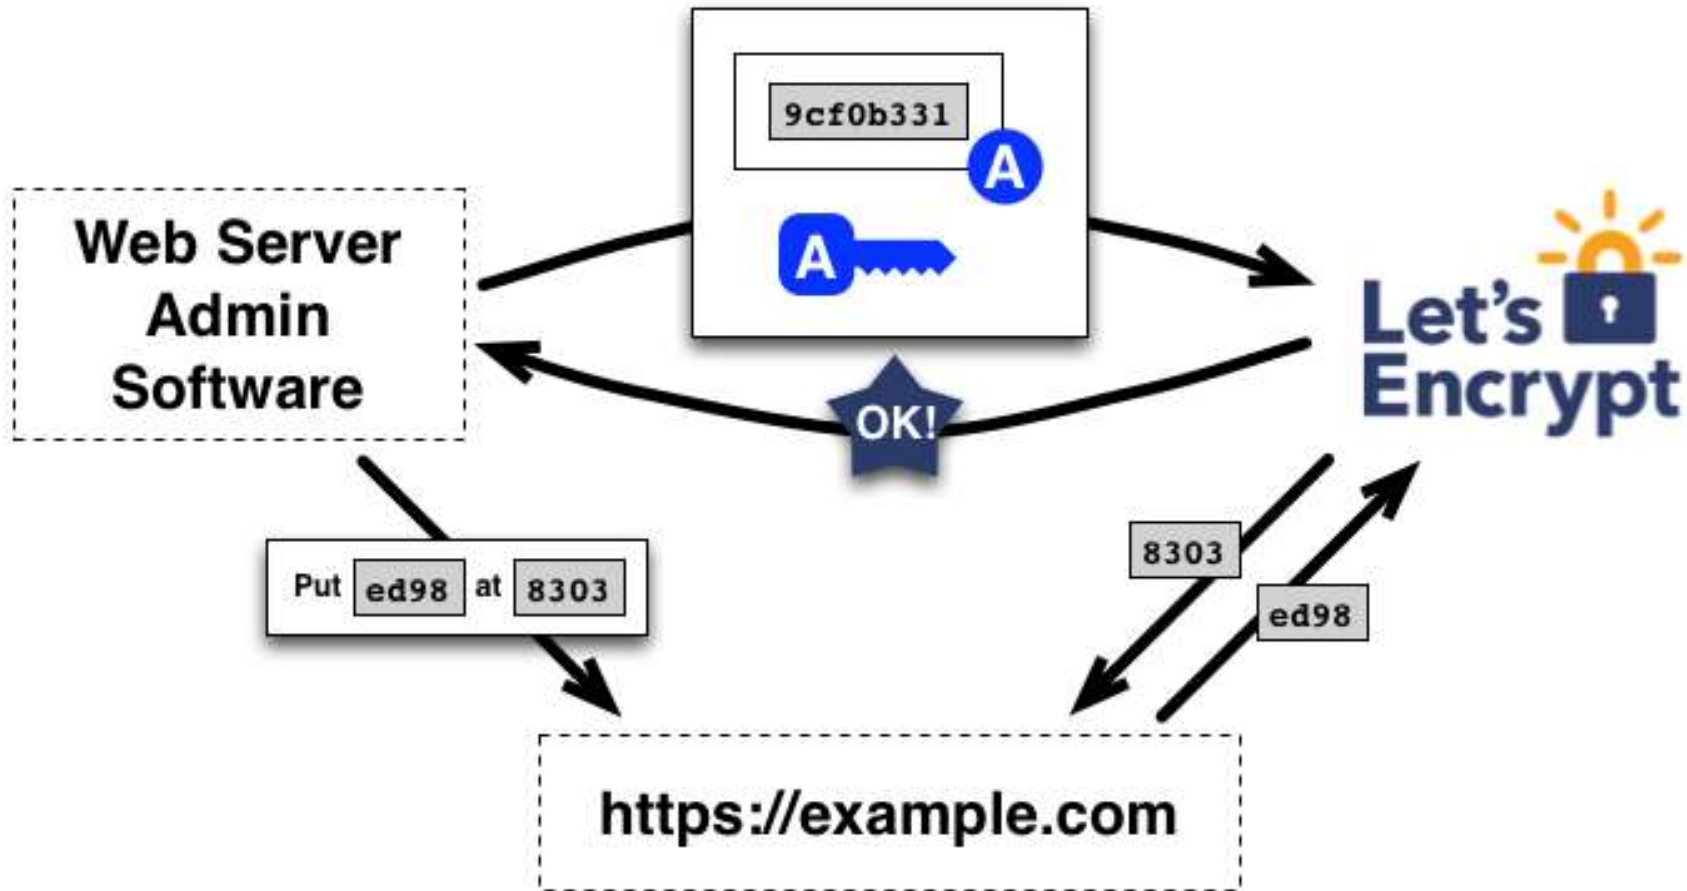 9cf0b331
A
A
Web Server
Admin
Software
Let's
Encrypt
OK!
Put ed98 at 8303
8303
ed98
https://example.com